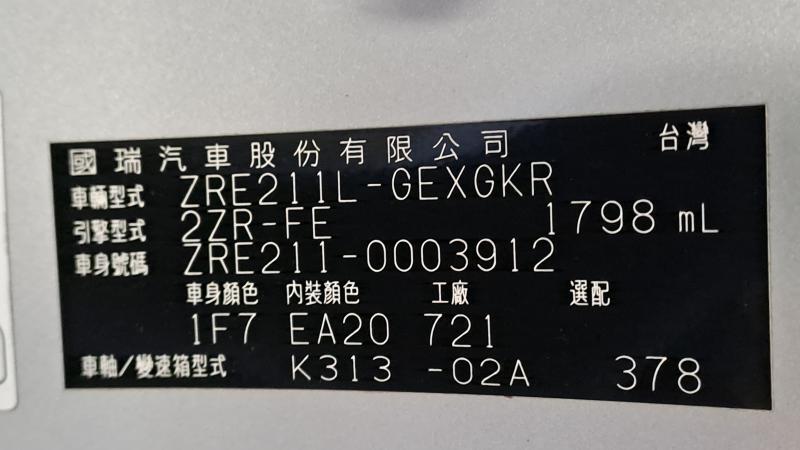 國瑞汽車股份有限公司 台灣
車輛型式 ZRE211L-GEXGKR
引擎型式 2ZR-FE 1798 mL
車身號碼 ZRE211-0003912
車身顏色 內裝顏色 工廠 選配
1F7 EA20 721
車軸/變速箱型式 K313 -02A 378